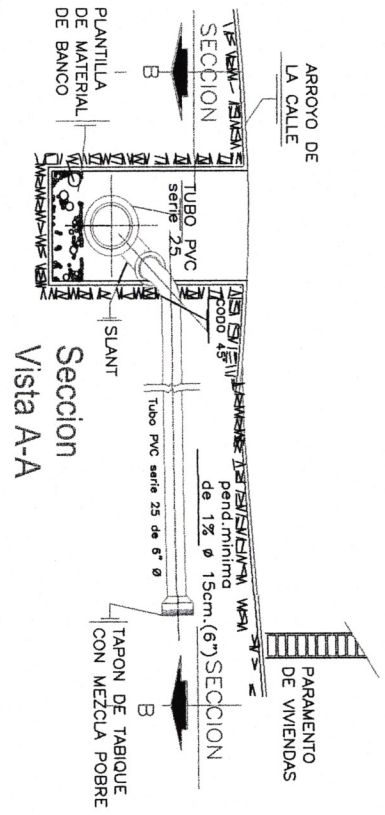 ARROYO DE
LA CALLE
PARAMENTO
DE VIVIENDAS
SECCION
B
pend.minima
de 1% ø 15cm.(6")
SECCION
B
TUBO PVC
serie 25
CODO 45°
Tubo PVC serie 25 de 6" ø
PLANTILLA
DE MATERIAL
DE BANCO
SLANT
TAPON DE TABIQUE
CON MEZCLA POBRE
Seccion
Vista A-A